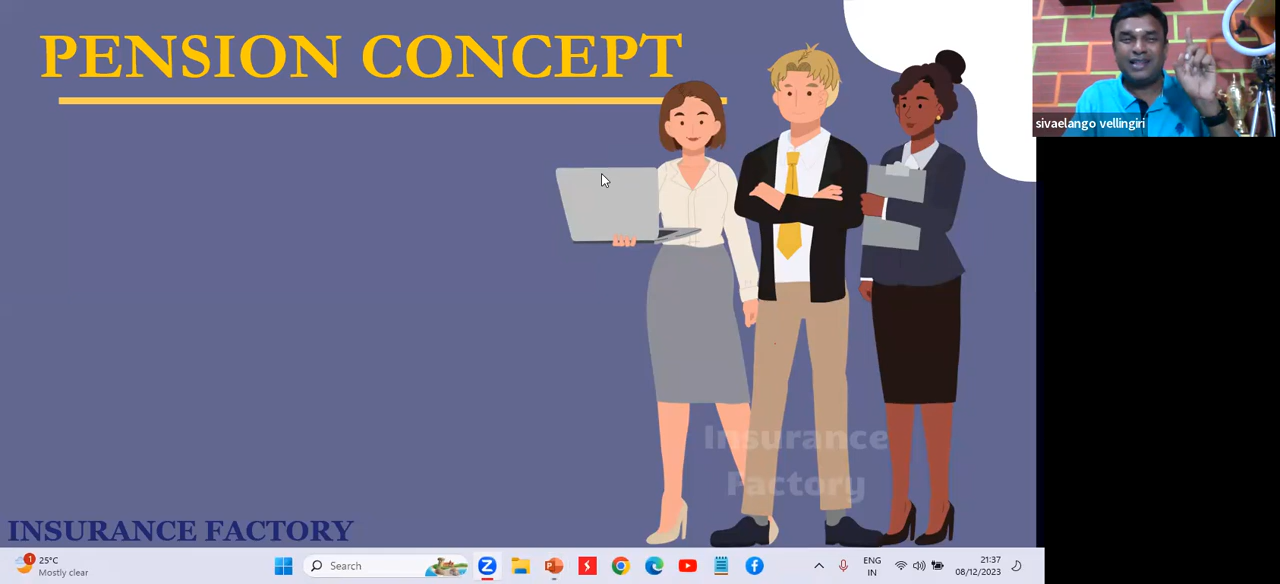 PENSION CONCEPT
sivaelango vellingiri
Insurance
Factory
INSURANCE FACTORY
1
25°C
Mostly clear
Search
ENG
IN
21:37
08/12/2023